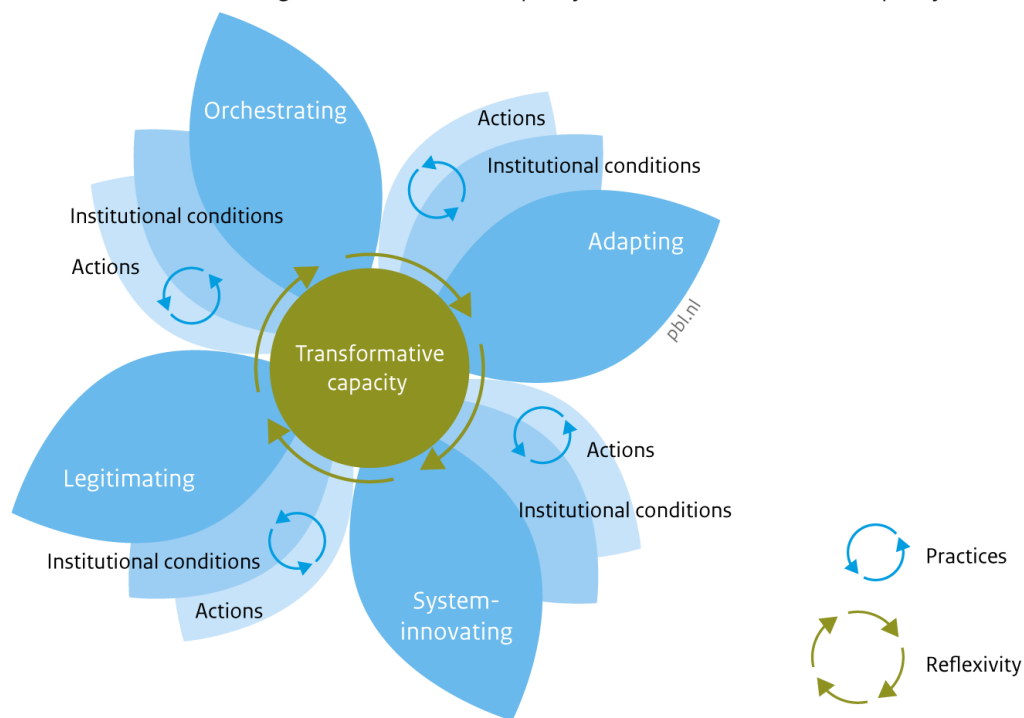 Orchestrating
Actions
Institutional conditions
Institutional conditions
Adapting
Actions
pbl.nl
Transformative
capacity
Actions
Legitimating
Institutional conditions
Institutional conditions
Practices
System-
innovating
Actions
Reflexivity